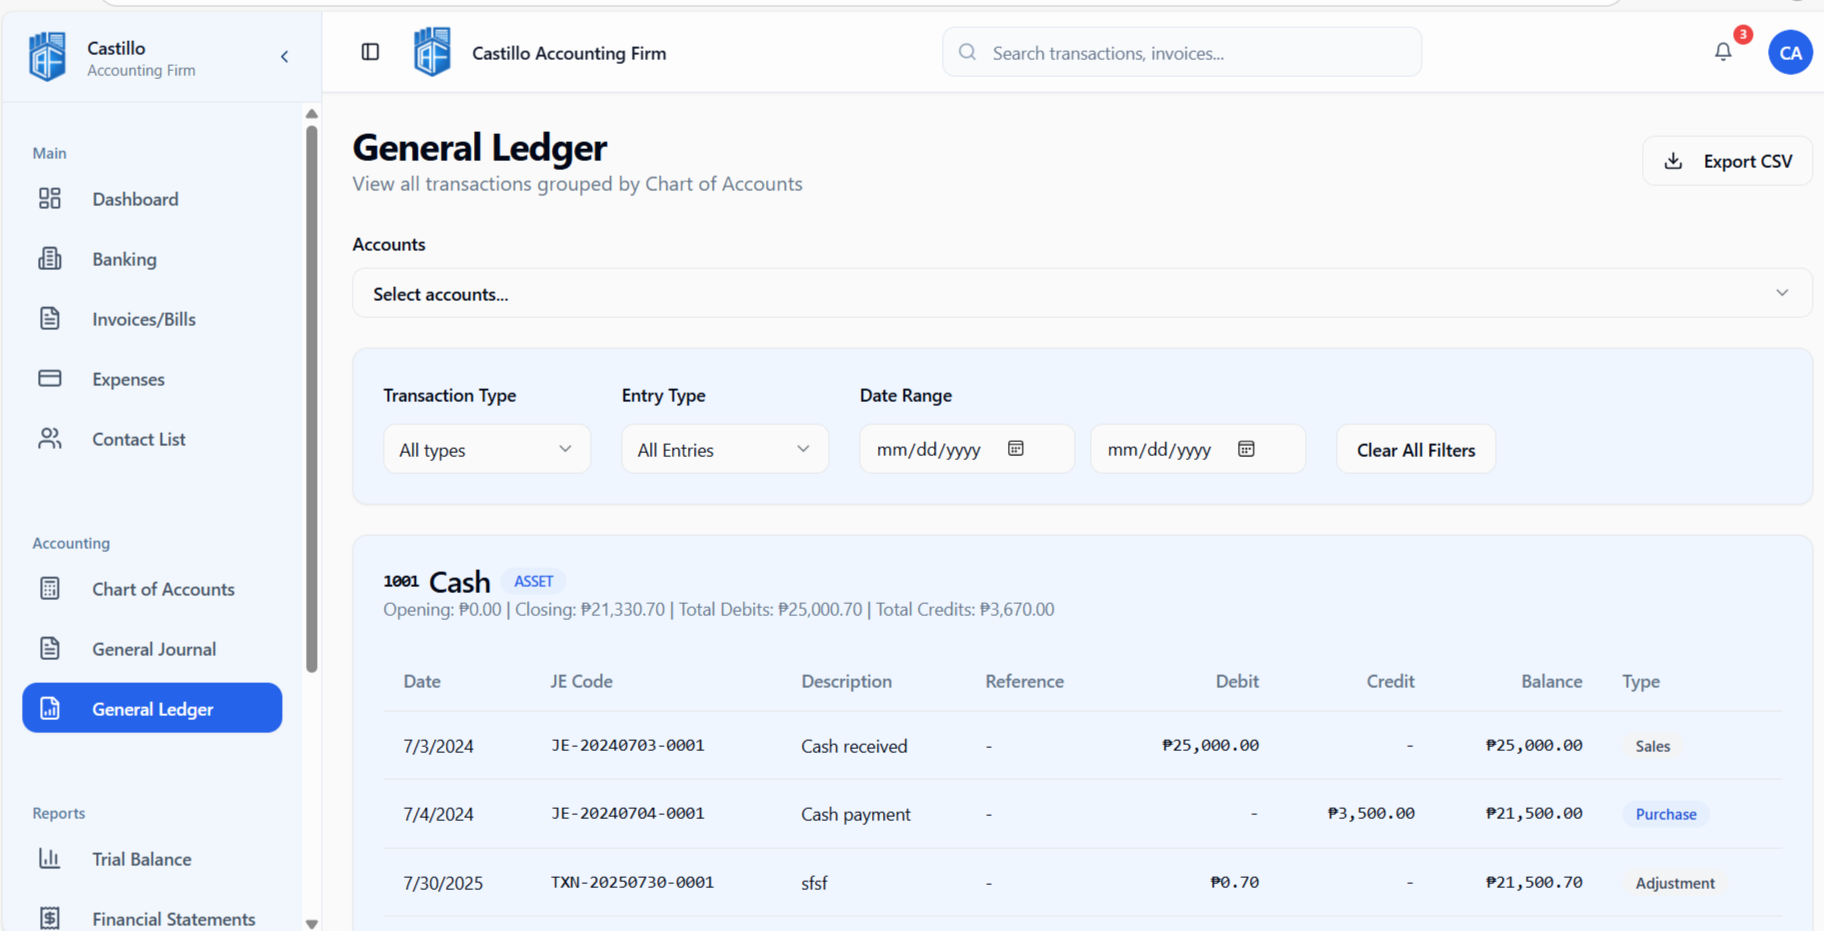 Castillo
Accounting Firm
Castillo Accounting Firm
Search transactions, invoices...
3
CA
Main
Dashboard
Banking
Invoices/Bills
Expenses
Contact List
Accounting
Chart of Accounts
General Journal
General Ledger
Reports
Trial Balance
Financial Statements
General Ledger
View all transactions grouped by Chart of Accounts
Export CSV
Accounts
Select accounts...
Transaction Type Entry Type Date Range
All types All Entries mm/dd/yyyy mm/dd/yyyy Clear All Filters
1001 Cash ASSET
Opening: ₱0.00 | Closing: ₱21,330.70 | Total Debits: ₱25,000.70 | Total Credits: ₱3,670.00
Date JE Code Description Reference Debit Credit Balance Type
7/3/2024 JE-20240703-0001 Cash received - ₱25,000.00 - ₱25,000.00 Sales
7/4/2024 JE-20240704-0001 Cash payment - - ₱3,500.00 ₱21,500.00 Purchase
7/30/2025 TXN-20250730-0001 sfsf - ₱0.70 - ₱21,500.70 Adjustment